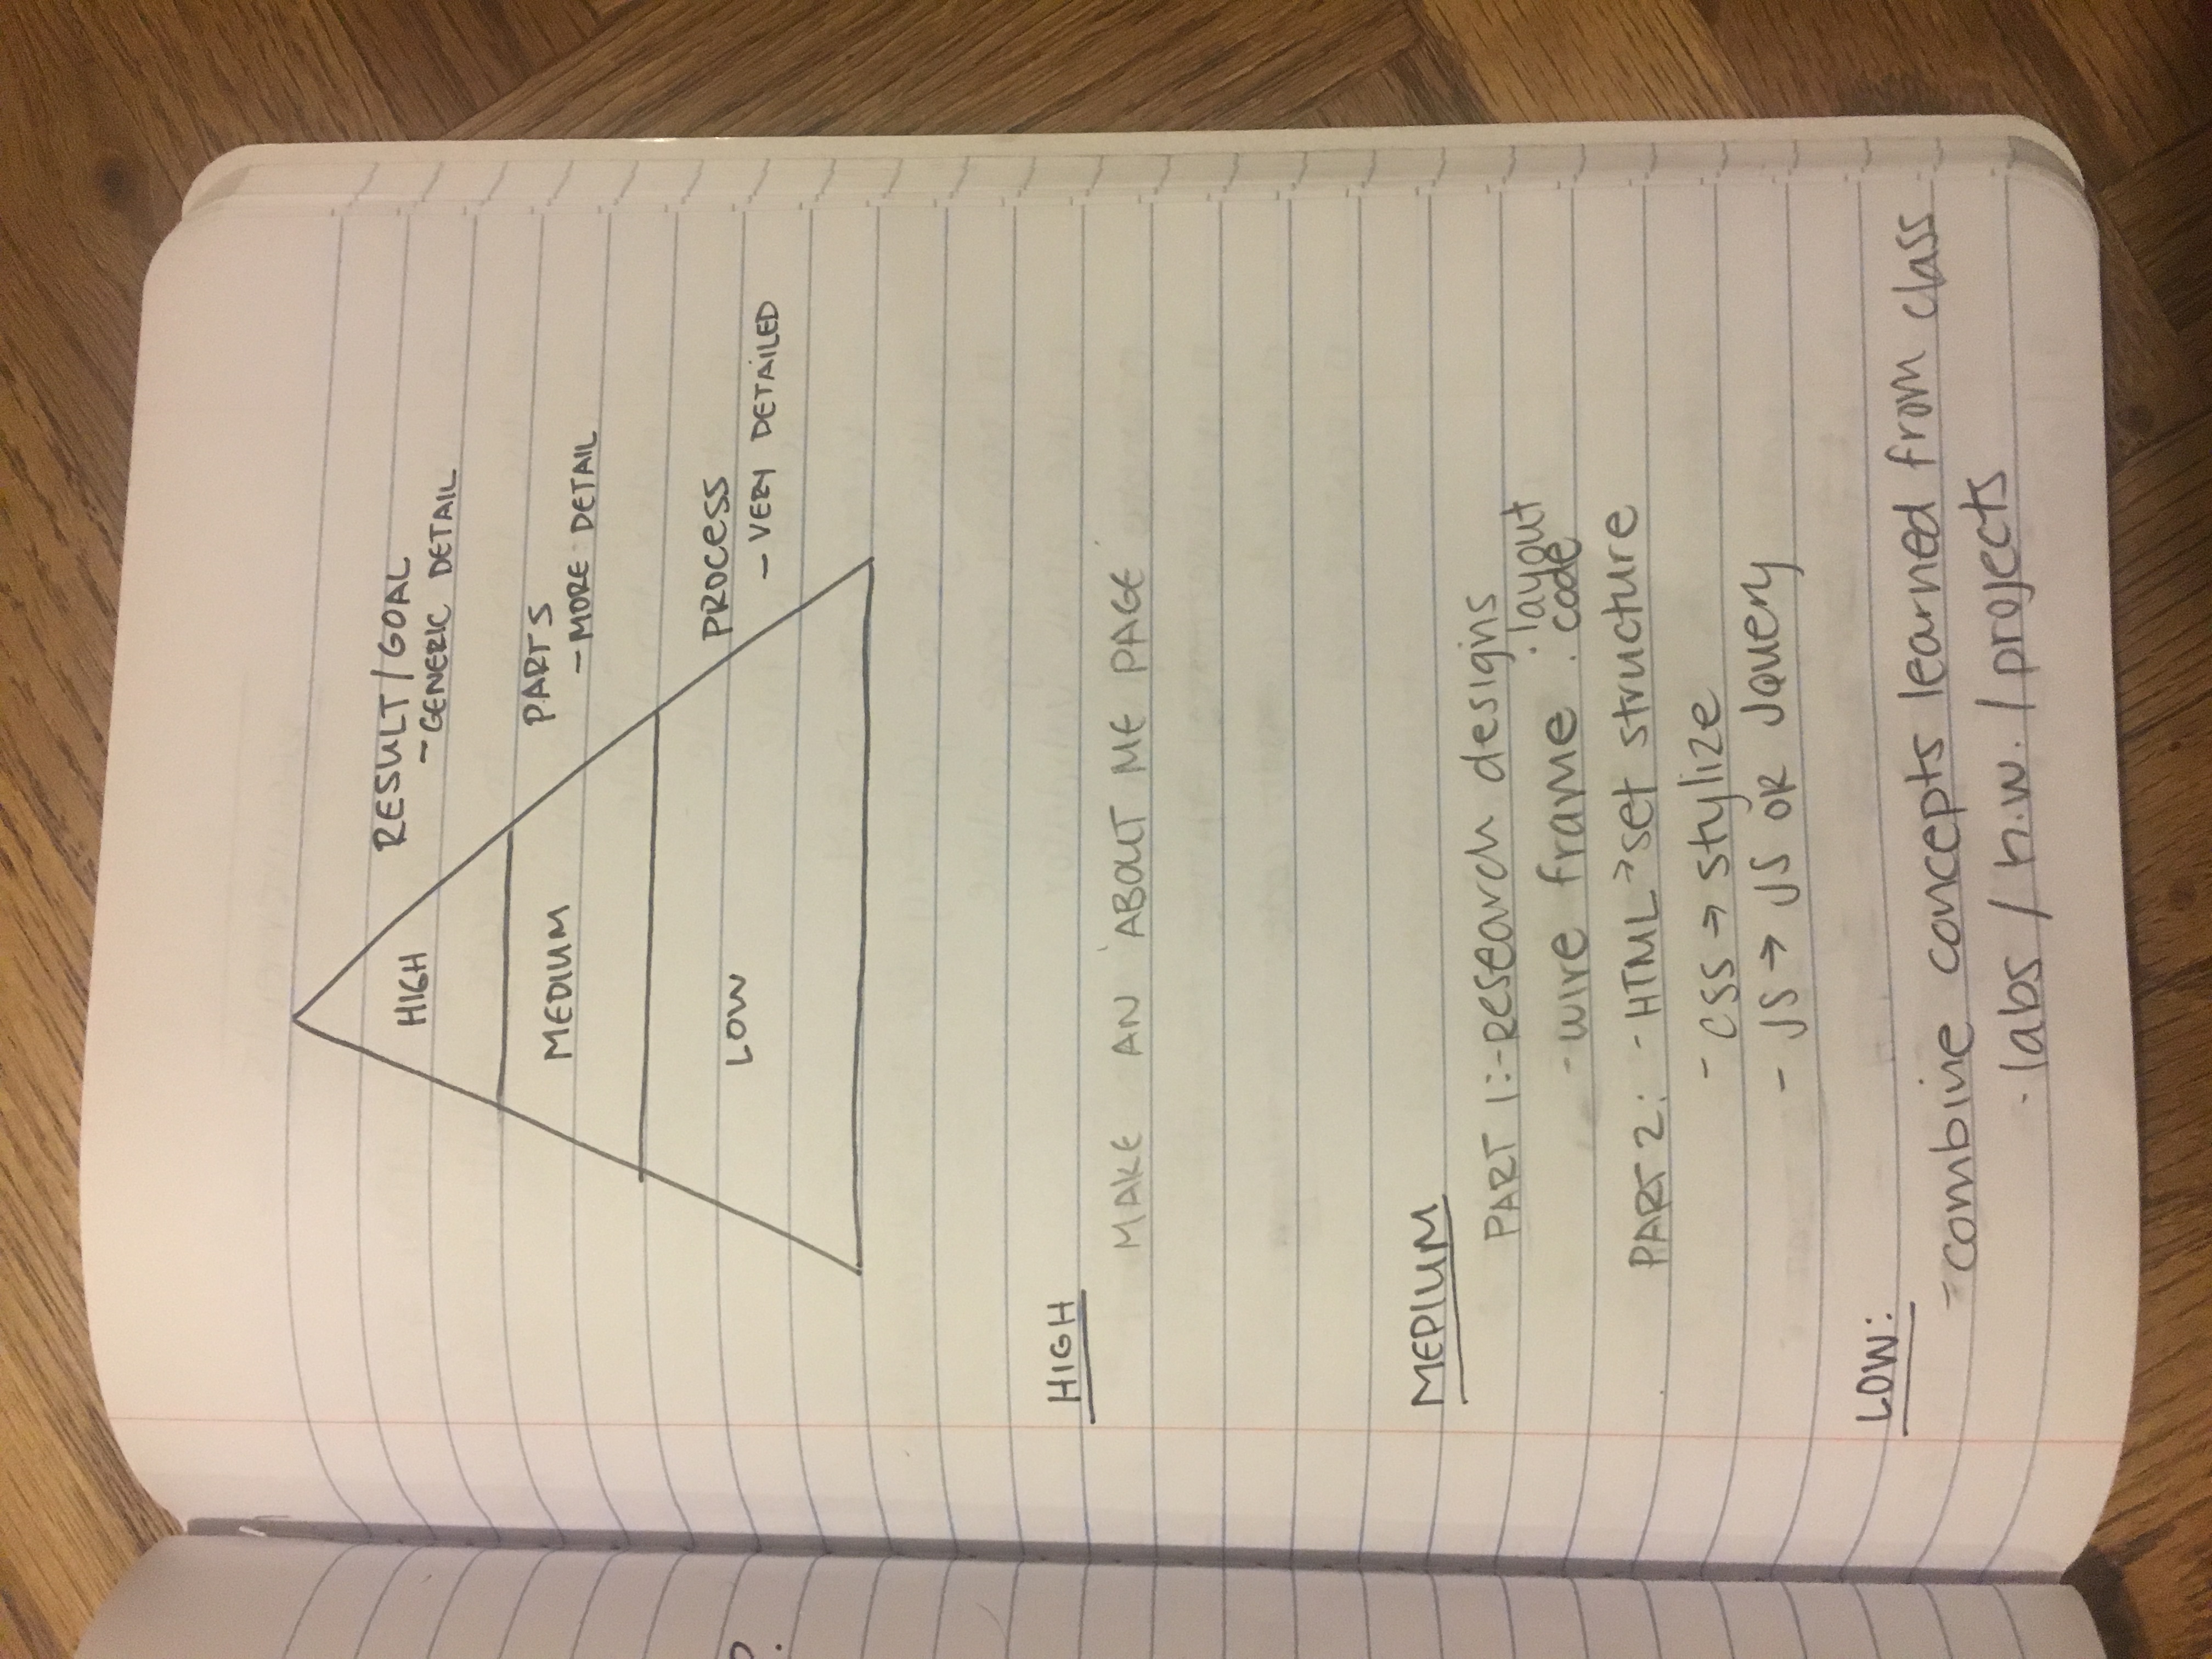 HIGH
RESULT/GOAL
- GENERIC DETAIL
MEDIUM
PARTS
- MORE DETAIL
LOW
PROCESS
- VERY DETAILED
HIGH
MAKE AN 'ABOUT ME PAGE'
MEDIUM
PART 1: - Research designs
- wire frame · layout
· code
PART 2: - HTML → set structure
- CSS → stylize
- JS → JS OR JQuery
LOW:
- combine concepts learned from class
· labs / h.w. / projects